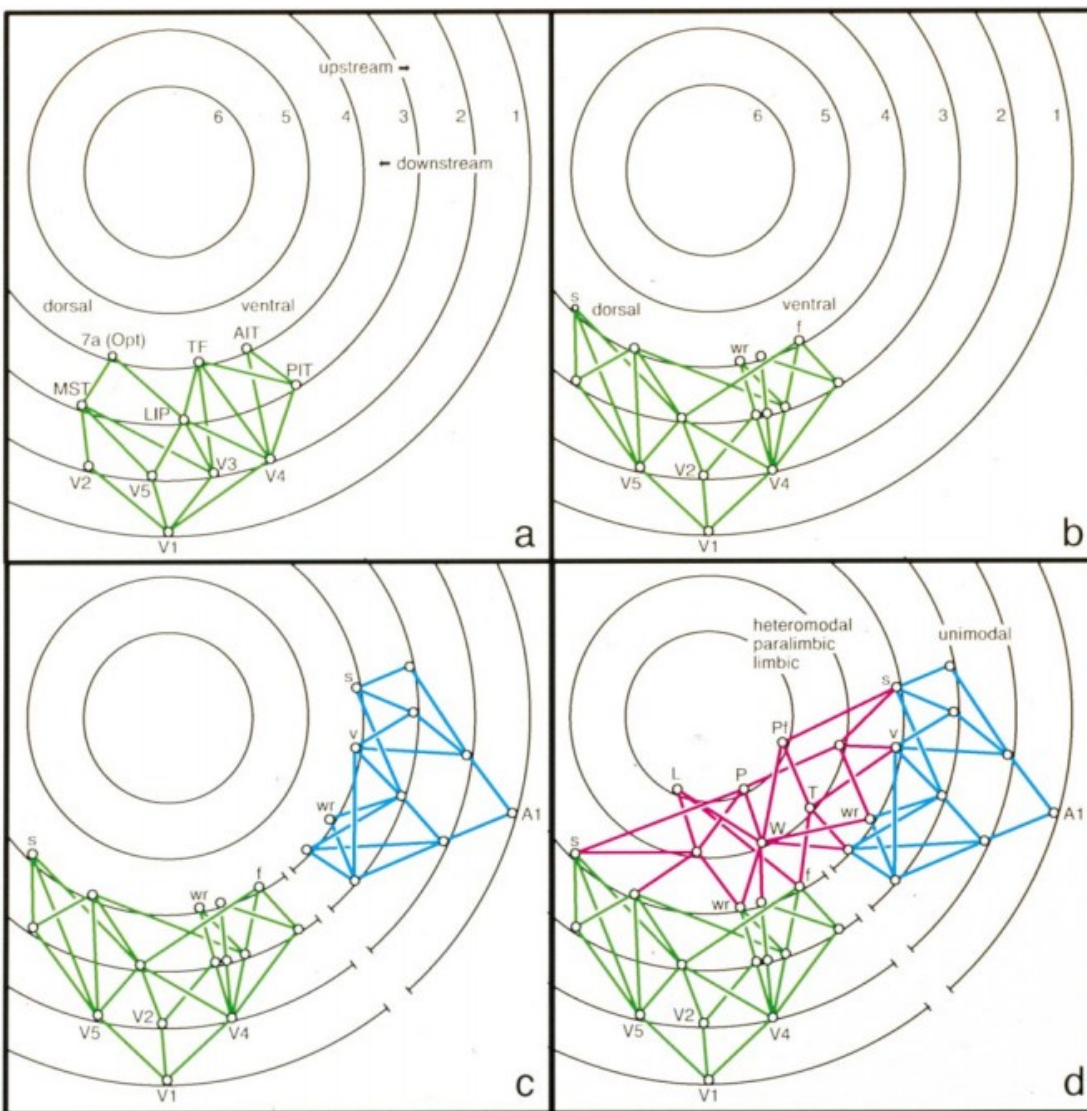 upstream →
6 5 4 3 2 1
← downstream
dorsal
ventral
7a (Opt)
TF
AIT
PIT
MST
LIP
V2
V5
V3
V4
V1
a
6 5 4 3 2 1
s
dorsal
ventral
f
wr
V5
V2
V4
V1
b
s
v
wr
A1
s
wr
f
V5
V2
V4
V1
c
heteromodal
paralimbic
limbic
unimodal
s
Pf
v
L
P
T
wr
A1
W
s
wr
f
V5
V2
V4
V1
d